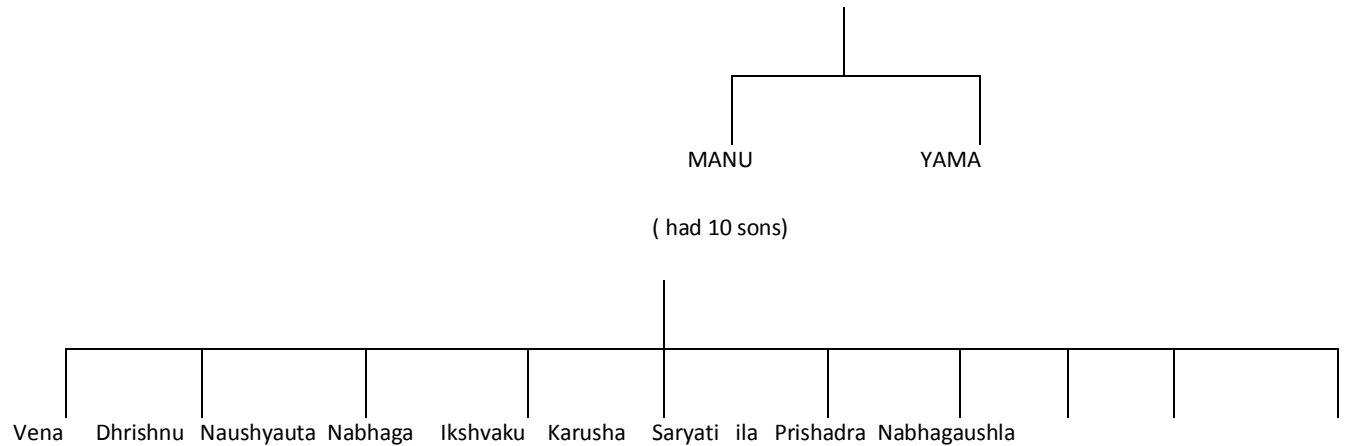 MANU YAMA
( had 10 sons)
Vena Dhrishnu Naushyauta Nabhaga Ikshvaku Karusha Saryati ila Prishadra Nabhagaushla